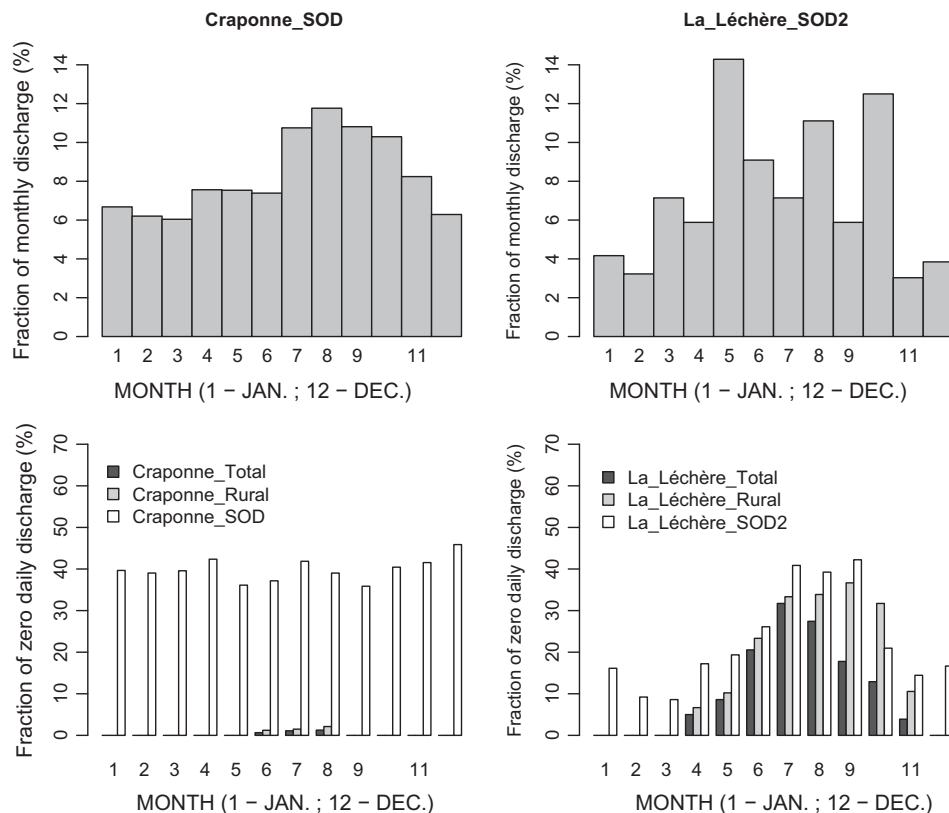 Craponne_SOD
Fraction of monthly discharge (%)
0 2 4 6 8 10 12 14
1 2 3 4 5 6 7 8 9 11
MONTH (1 − JAN. ; 12 − DEC.)
La_Léchère_SOD2
Fraction of monthly discharge (%)
0 2 4 6 8 10 12 14
1 2 3 4 5 6 7 8 9 11
MONTH (1 − JAN. ; 12 − DEC.)
Fraction of zero daily discharge (%)
0 10 20 30 40 50 60 70
Craponne_Total
Craponne_Rural
Craponne_SOD
1 2 3 4 5 6 7 8 9 11
MONTH (1 − JAN. ; 12 − DEC.)
Fraction of zero daily discharge (%)
0 10 20 30 40 50 60 70
La_Léchère_Total
La_Léchère_Rural
La_Léchère_SOD2
1 2 3 4 5 6 7 8 9 11
MONTH (1 − JAN. ; 12 − DEC.)